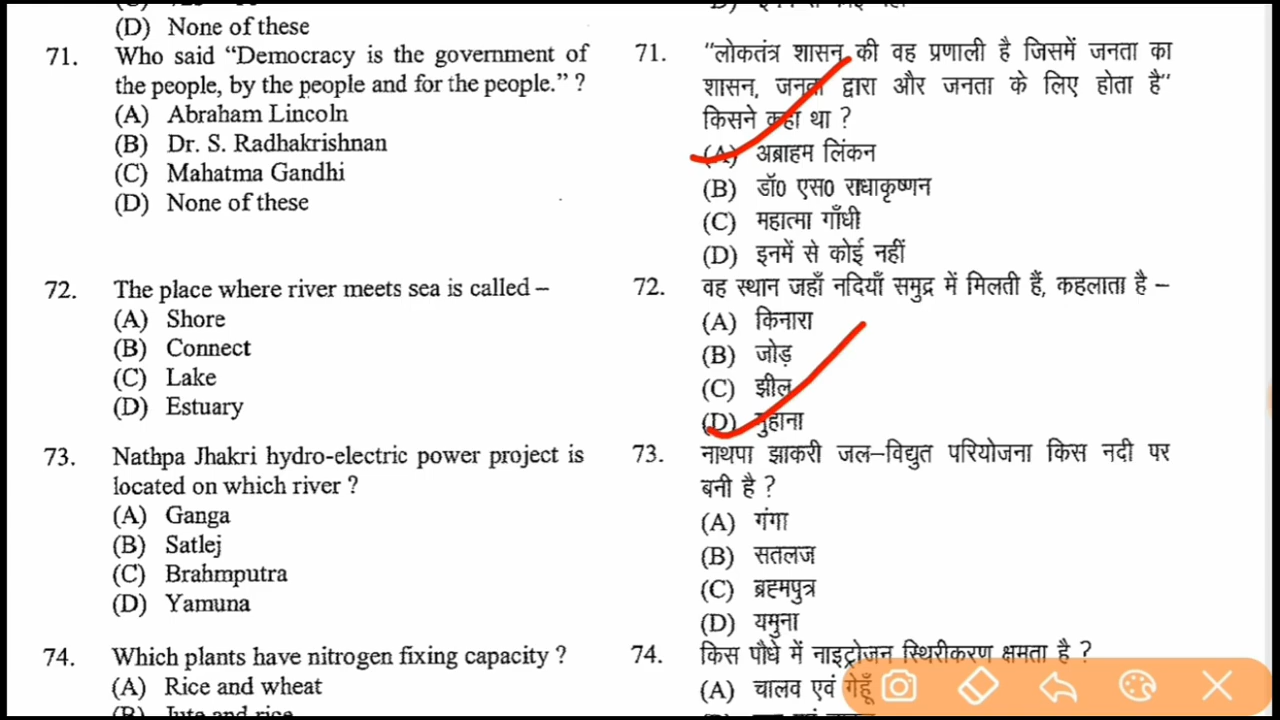 (D) None of these
71. Who said “Democracy is the government of
the people, by the people and for the people.” ?
(A) Abraham Lincoln
(B) Dr. S. Radhakrishnan
(C) Mahatma Gandhi
(D) None of these
72. The place where river meets sea is called –
(A) Shore
(B) Connect
(C) Lake
(D) Estuary
73. Nathpa Jhakri hydro-electric power project is
located on which river ?
(A) Ganga
(B) Satlej
(C) Brahmputra
(D) Yamuna
74. Which plants have nitrogen fixing capacity ?
(A) Rice and wheat
(B) Jute and rice
71. “लोकतंत्र शासन की वह प्रणाली है जिसमें जनता का
शासन, जनता द्वारा और जनता के लिए होता है”
किसने कहा था ?
(A) अब्राहम लिंकन
(B) डॉ0 एस0 राधाकृष्णन
(C) महात्मा गाँधी
(D) इनमें से कोई नहीं
72. वह स्थान जहाँ नदियाँ समुद्र में मिलती हैं, कहलाता है –
(A) किनारा
(B) जोड़
(C) झील
(D) मुहाना
73. नाथपा झाकरी जल–विद्युत परियोजना किस नदी पर
बनी है ?
(A) गंगा
(B) सतलज
(C) ब्रह्मपुत्र
(D) यमुना
74. किस पौधे में नाइट्रोजन स्थिरीकरण क्षमता है ?
(A) चालव एवं गेहूँ